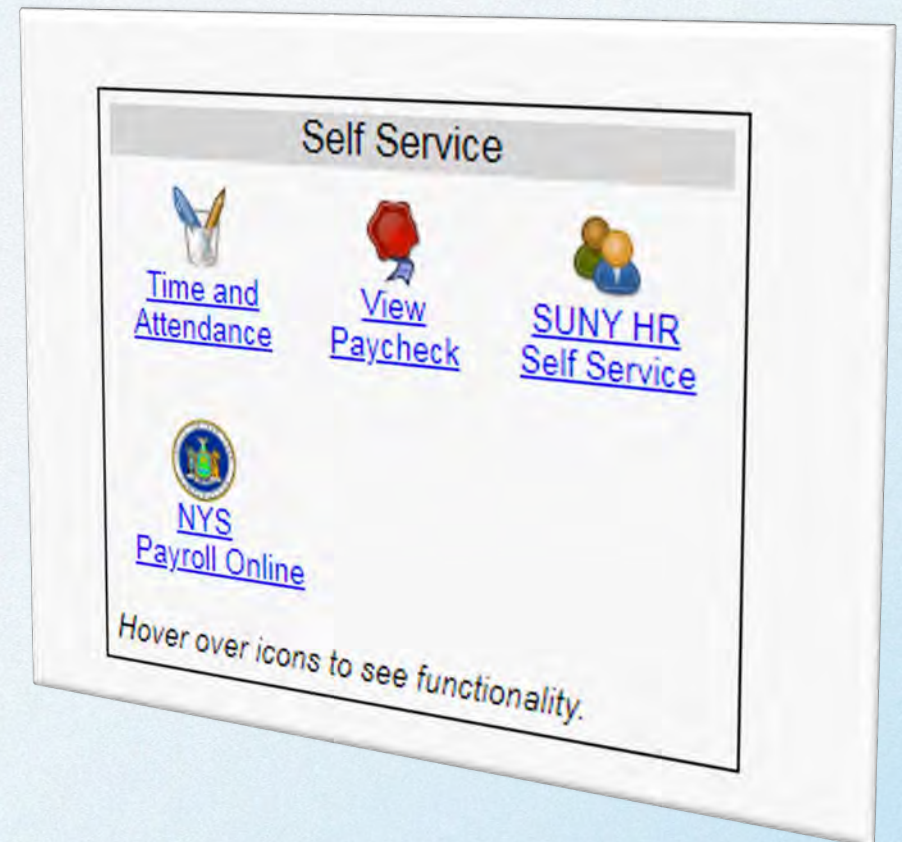 Self Service
Time and
Attendance
View
Paycheck
SUNY HR
Self Service
NYS
Payroll Online
Hover over icons to see functionality.